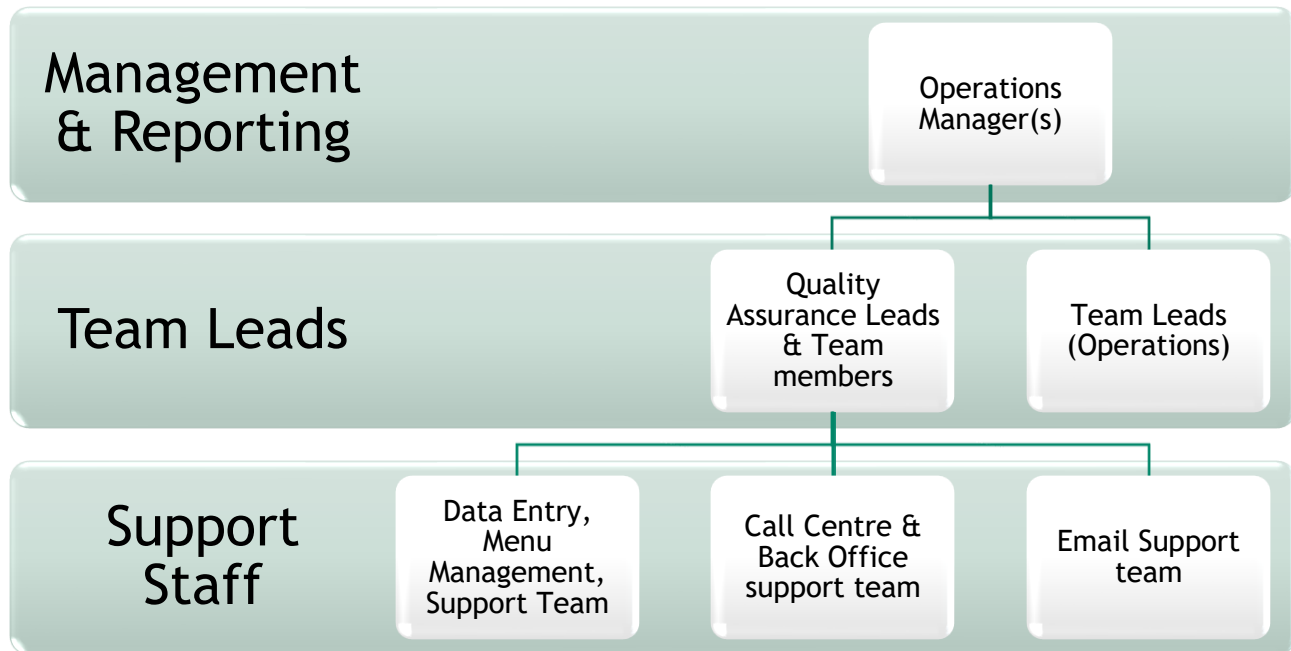 Management
& Reporting
Operations
Manager(s)
Team Leads
Quality
Assurance Leads
& Team
members
Team Leads
(Operations)
Support
Staff
Data Entry,
Menu
Management,
Support Team
Call Centre &
Back Office
support team
Email Support
team